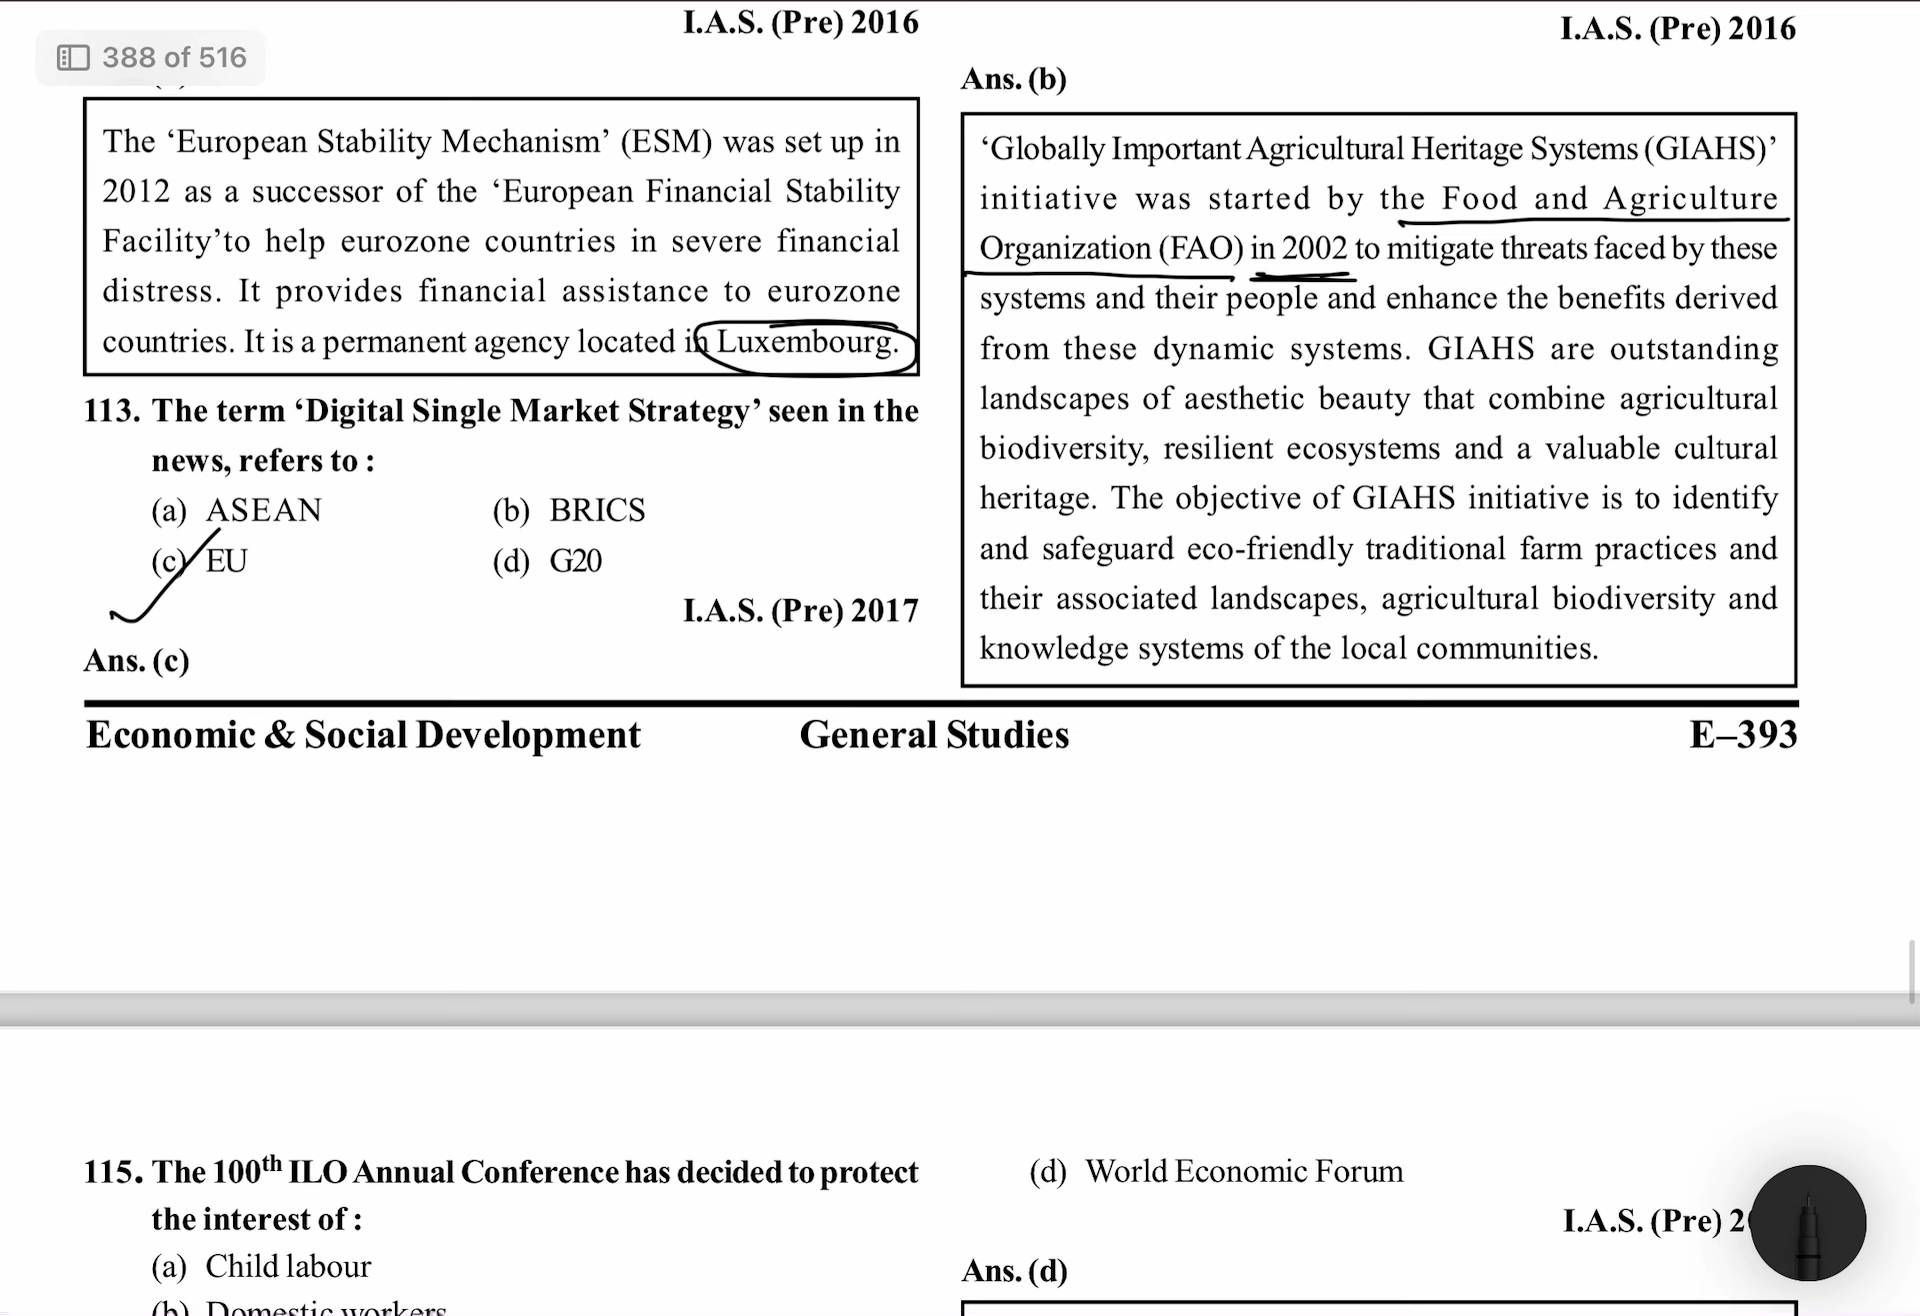 388 of 516
I.A.S. (Pre) 2016
The ‘European Stability Mechanism’ (ESM) was set up in
2012 as a successor of the ‘European Financial Stability
Facility’to help eurozone countries in severe financial
distress. It provides financial assistance to eurozone
countries. It is a permanent agency located in Luxembourg.
113. The term ‘Digital Single Market Strategy’ seen in the
news, refers to :
(a) ASEAN (b) BRICS
(c) EU (d) G20
I.A.S. (Pre) 2017
Ans. (c)
I.A.S. (Pre) 2016
Ans. (b)
‘Globally Important Agricultural Heritage Systems (GIAHS)’
initiative was started by the Food and Agriculture
Organization (FAO) in 2002 to mitigate threats faced by these
systems and their people and enhance the benefits derived
from these dynamic systems. GIAHS are outstanding
landscapes of aesthetic beauty that combine agricultural
biodiversity, resilient ecosystems and a valuable cultural
heritage. The objective of GIAHS initiative is to identify
and safeguard eco-friendly traditional farm practices and
their associated landscapes, agricultural biodiversity and
knowledge systems of the local communities.
Economic & Social Development General Studies E–393
115. The 100th ILO Annual Conference has decided to protect
the interest of :
(a) Child labour
(b) Domestic workers
(d) World Economic Forum
I.A.S. (Pre) 2
Ans. (d)